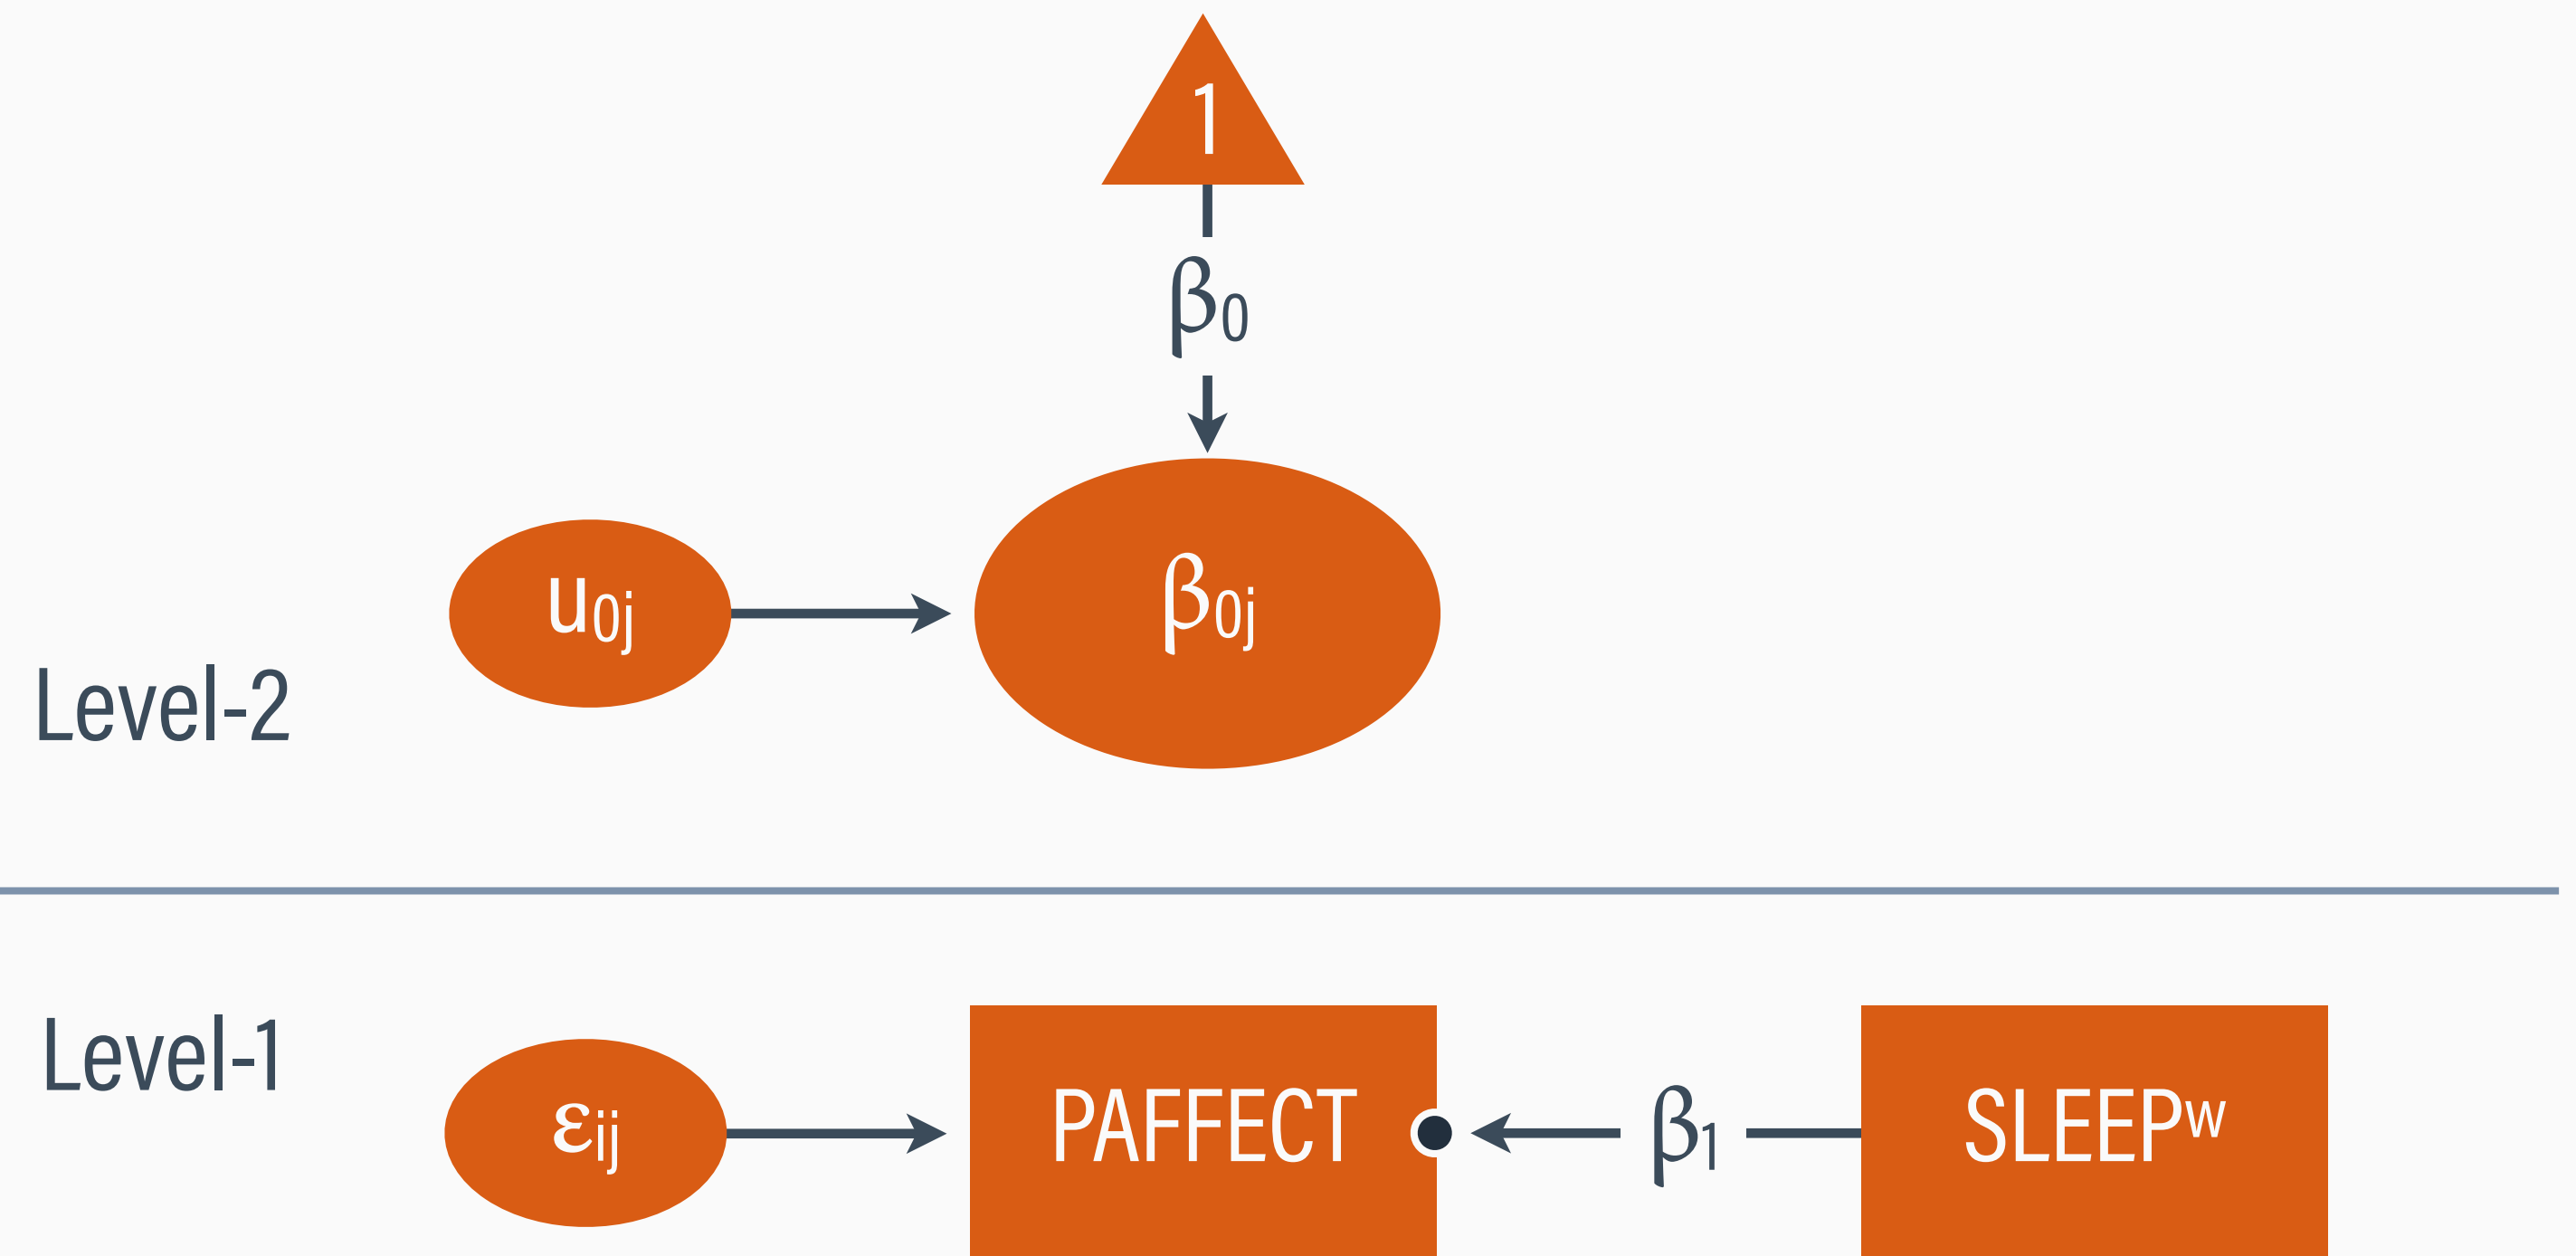 1
β₀
u₀ⱼ
β₀ⱼ
Level-2
Level-1
εᵢⱼ
PAFFECT
β₁
SLEEPʷ